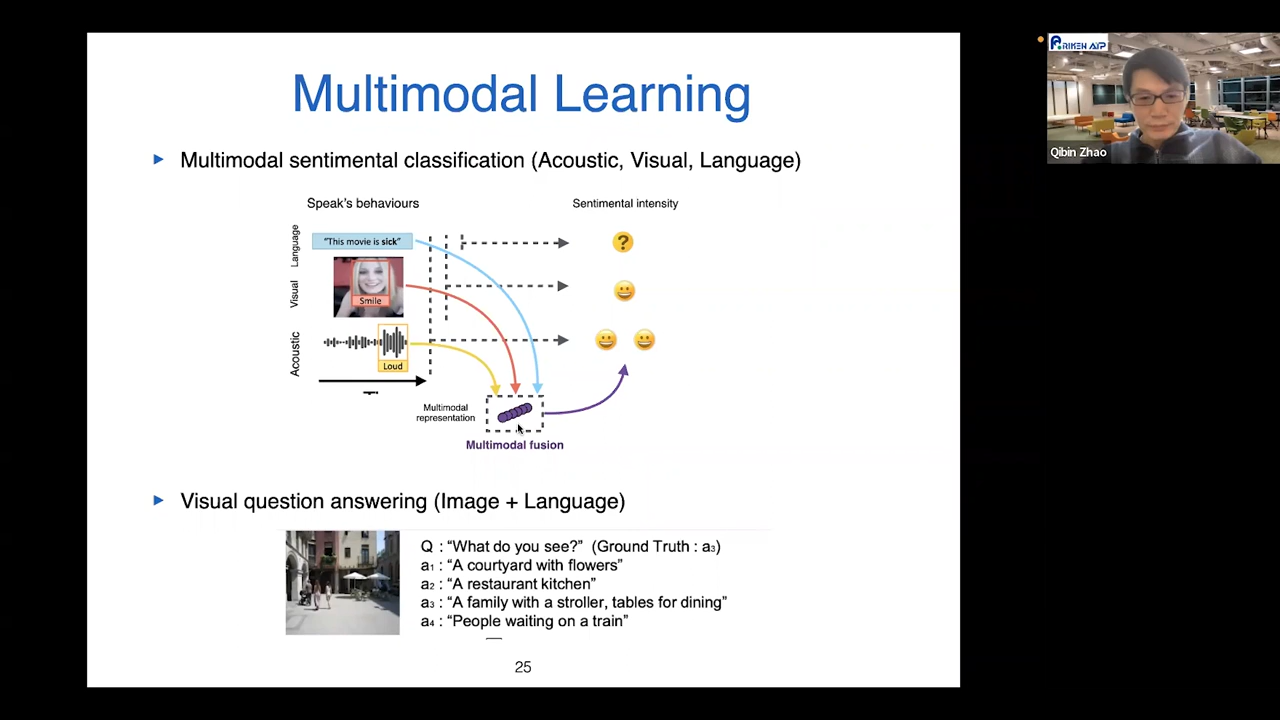 Multimodal Learning
Multimodal sentimental classification (Acoustic, Visual, Language)
Speak's behaviours
Sentimental intensity
Language
"This movie is sick"
?
Visual
Smile
Acoustic
Loud
Multimodal
representation
Multimodal fusion
Visual question answering (Image + Language)
Q : "What do you see?" (Ground Truth : a3)
a1 : "A courtyard with flowers"
a2 : "A restaurant kitchen"
a3 : "A family with a stroller, tables for dining"
a4 : "People waiting on a train"
25
RIKEN AIP
Qibin Zhao